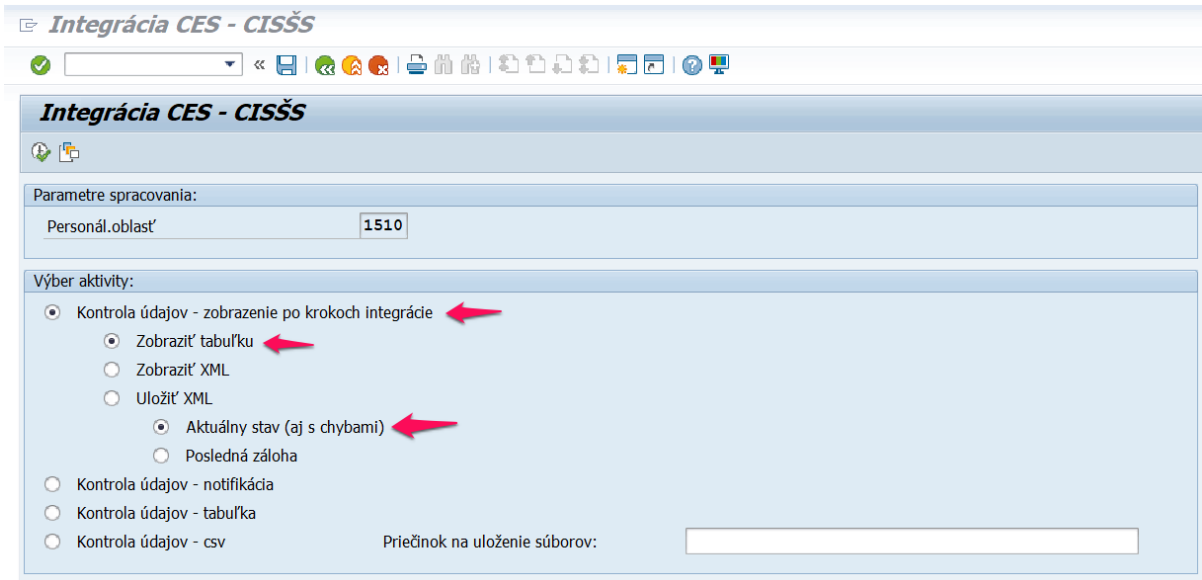 Integrácia CES - CISŠS
Integrácia CES - CISŠS
Parametre spracovania:
Personál.oblasť 1510
Výber aktivity:
Kontrola údajov - zobrazenie po krokoch integrácie
Zobraziť tabuľku
Zobraziť XML
Uložiť XML
Aktuálny stav (aj s chybami)
Posledná záloha
Kontrola údajov - notifikácia
Kontrola údajov - tabuľka
Kontrola údajov - csv Priečinok na uloženie súborov: